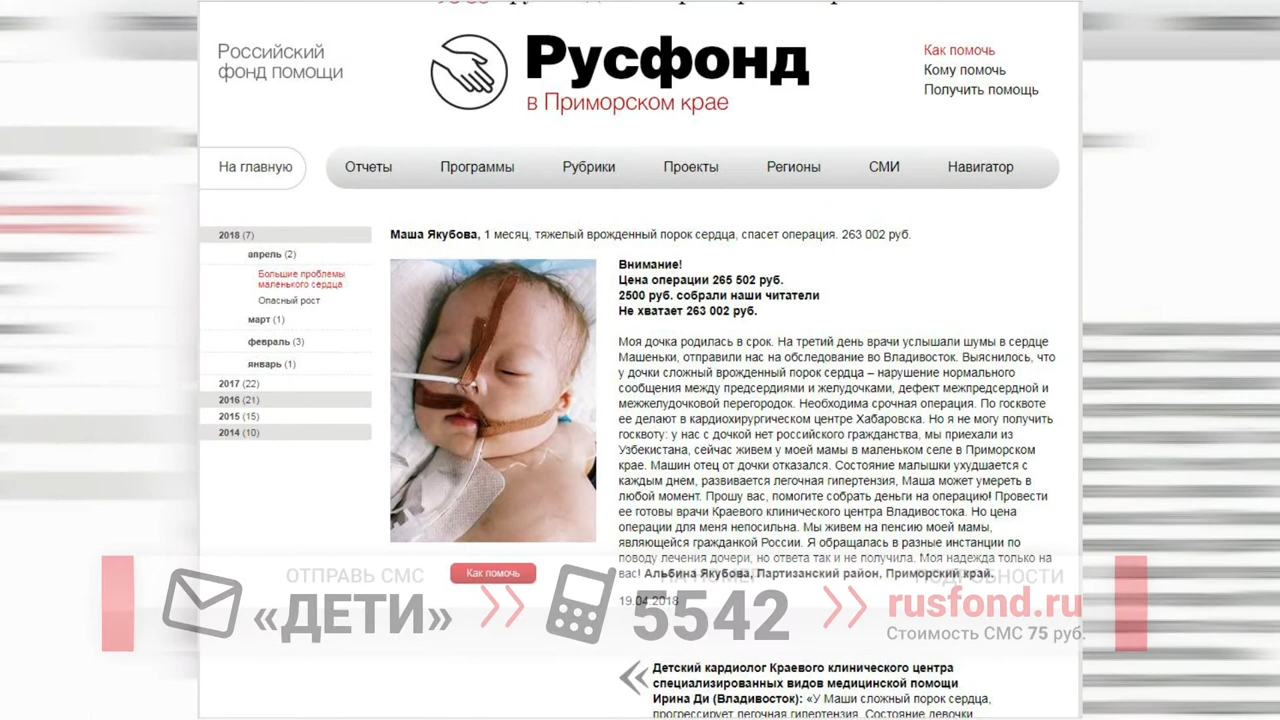 Российский
фонд помощи
Русфонд
в Приморском крае
Как помочь
Кому помочь
Получить помощь
На главную
Отчеты
Программы
Рубрики
Проекты
Регионы
СМИ
Навигатор
2018 (7)
апрель (2)
Большие проблемы
маленького сердца
Опасный рост
март (1)
февраль (3)
январь (1)
2017 (22)
2016 (21)
2015 (15)
2014 (10)
Маша Якубова, 1 месяц, тяжелый врожденный порок сердца, спасет операция. 263 002 руб.
Внимание!
Цена операции 265 502 руб.
2500 руб. собрали наши читатели
Не хватает 263 002 руб.
Моя дочка родилась в срок. На третий день врачи услышали шумы в сердце
Машеньки, отправили нас на обследование во Владивосток. Выяснилось, что
у дочки сложный врожденный порок сердца – нарушение нормального
сообщения между предсердиями и желудочками, дефект межпредсердной и
межжелудочковой перегородок. Необходима срочная операция. По госквоте
ее делают в кардиохирургическом центре Хабаровска. Но я не могу получить
госквоту: у нас с дочкой нет российского гражданства, мы приехали из
Узбекистана, сейчас живем у моей мамы в маленьком селе в Приморском
крае. Машин отец от дочки отказался. Состояние малышки ухудшается с
каждым днем, развивается легочная гипертензия, Маша может умереть в
любой момент. Прошу вас, помогите собрать деньги на операцию! Провести
ее готовы врачи Краевого клинического центра Владивостока. Но цена
операции для меня непосильна. Мы живем на пенсию моей мамы,
являющейся гражданкой России. Я обращалась в разные инстанции по
поводу лечения дочери, но ответа так и не получила. Моя надежда только на
вас! Альбина Якубова, Партизанский район, Приморский край.
19.04.2018
Как помочь
ОТПРАВЬ СМС
«ДЕТИ»
5542
ПОДРОБНОСТИ
rusfond.ru
Стоимость СМС 75 руб.
Детский кардиолог Краевого клинического центра
специализированных видов медицинской помощи
Ирина Ди (Владивосток): «У Маши сложный порок сердца,
прогрессирует легочная гипертензия. Состояние девочки